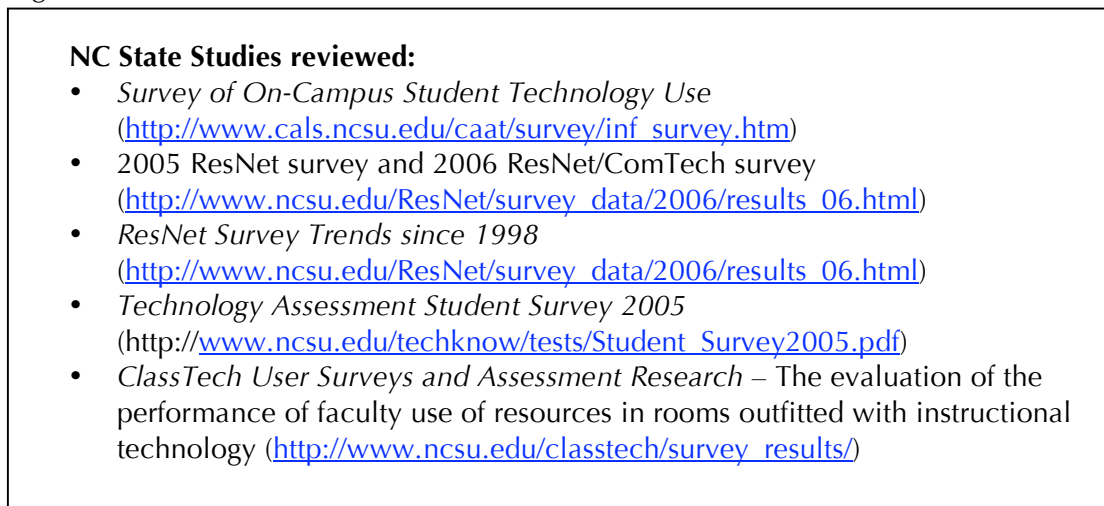 NC State Studies reviewed:
• Survey of On-Campus Student Technology Use
(http://www.cals.ncsu.edu/caat/survey/inf_survey.htm)
• 2005 ResNet survey and 2006 ResNet/ComTech survey
(http://www.ncsu.edu/ResNet/survey_data/2006/results_06.html)
• ResNet Survey Trends since 1998
(http://www.ncsu.edu/ResNet/survey_data/2006/results_06.html)
• Technology Assessment Student Survey 2005
(http://www.ncsu.edu/techknow/tests/Student_Survey2005.pdf)
• ClassTech User Surveys and Assessment Research – The evaluation of the
performance of faculty use of resources in rooms outfitted with instructional
technology (http://www.ncsu.edu/classtech/survey_results/)